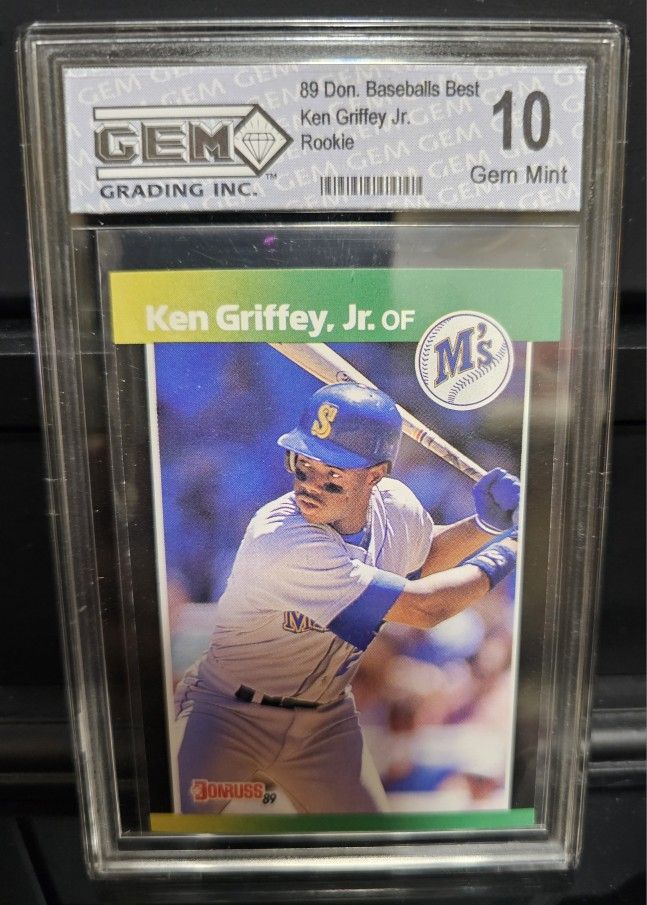 89 Don. Baseballs Best
Ken Griffey Jr.
Rookie
10
Gem Mint
GEM
GRADING INC.™
Ken Griffey, Jr. OF
M's
S
M
DONRUSS 89